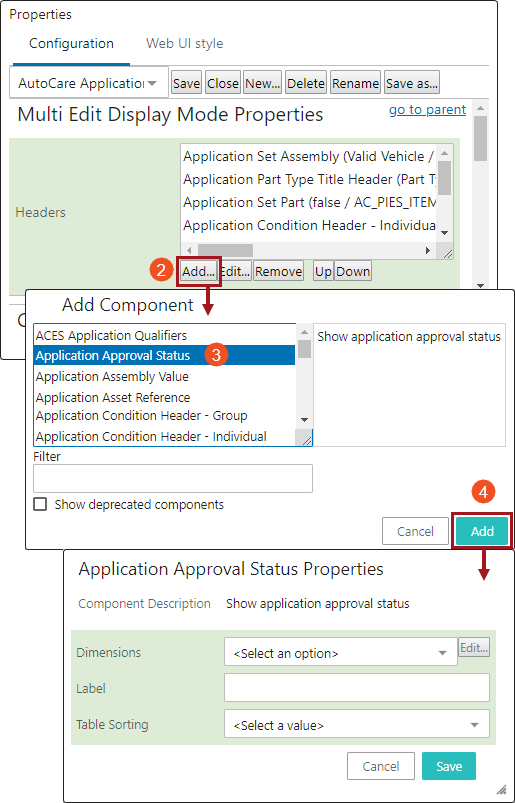 Properties
Configuration Web UI style
AutoCare Application Save Close New... Delete Rename Save as...
Multi Edit Display Mode Properties go to parent
Headers
Application Set Assembly (Valid Vehicle /
Application Part Type Title Header (Part T
Application Set Part (false / AC_PIES_ITEM
Application Condition Header - Individua
2 Add... Edit... Remove Up Down
Add Component
ACES Application Qualifiers
Application Approval Status 3
Application Assembly Value
Application Asset Reference
Application Condition Header - Group
Application Condition Header - Individual
Show application approval status
Filter
Show deprecated components
4
Cancel Add
Application Approval Status Properties
Component Description Show application approval status
Dimensions <Select an option> Edit...
Label
Table Sorting <Select a value>
Cancel Save